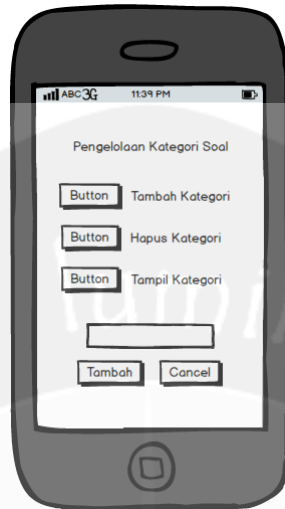 ABC 3G 11:39 PM
Pengelolaan Kategori Soal
Button Tambah Kategori
Button Hapus Kategori
Button Tampil Kategori
Tambah Cancel